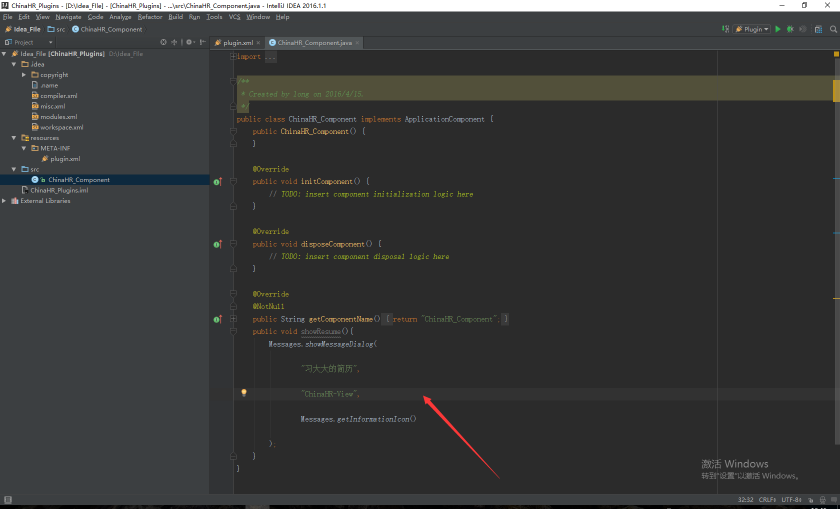 ChinaHR_Plugins - [D:\Idea_File] - [ChinaHR_Plugins] - ...\src\ChinaHR_Component.java - IntelliJ IDEA 2016.1.1
File Edit View Navigate Code Analyze Refactor Build Run Tools VCS Window Help
Idea_File src ChinaHR_Component Plugin
Project plugin.xml ChinaHR_Component.java
Idea_File [ChinaHR_Plugins] D:\Idea_File
.idea
copyright
.name
compiler.xml
misc.xml
modules.xml
workspace.xml
resources
META-INF
plugin.xml
src
ChinaHR_Component
ChinaHR_Plugins.iml
External Libraries
import ...
/**
* Created by long on 2016/4/15.
*/
public class ChinaHR_Component implements ApplicationComponent {
public ChinaHR_Component() {
}
@Override
public void initComponent() {
// TODO: insert component initialization logic here
}
@Override
public void disposeComponent() {
// TODO: insert component disposal logic here
}
@Override
@NotNull
public String getComponentName() { return "ChinaHR_Component"; }
public void showResume(){
Messages.showMessageDialog(
"习大大的简历",
"ChinaHR-View",
Messages.getInformationIcon()
);
}
}
激活 Windows
转到"设置"以激活 Windows。
32:32 CRLF÷ UTF-8÷